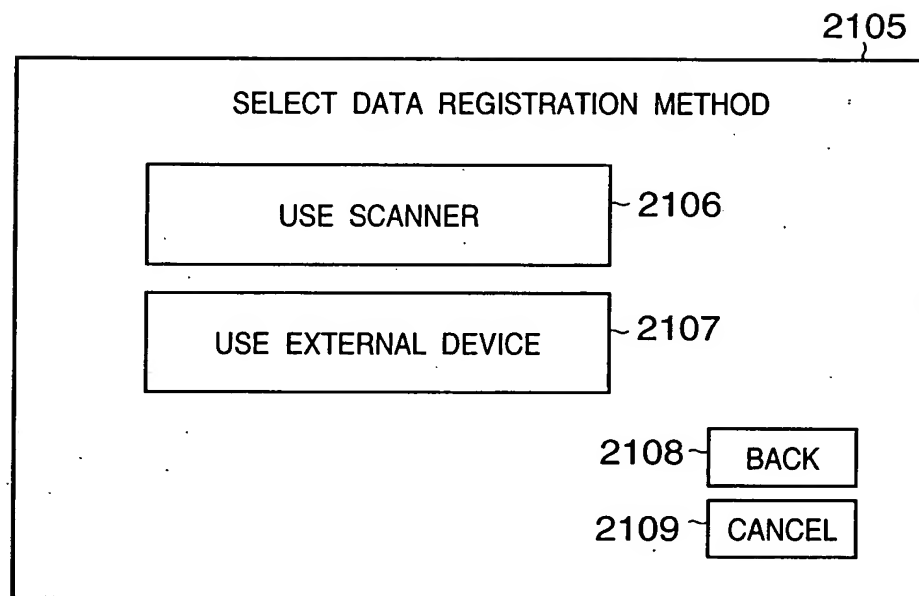 2105
SELECT DATA REGISTRATION METHOD
USE SCANNER
2106
USE EXTERNAL DEVICE
2107
2108
BACK
2109
CANCEL